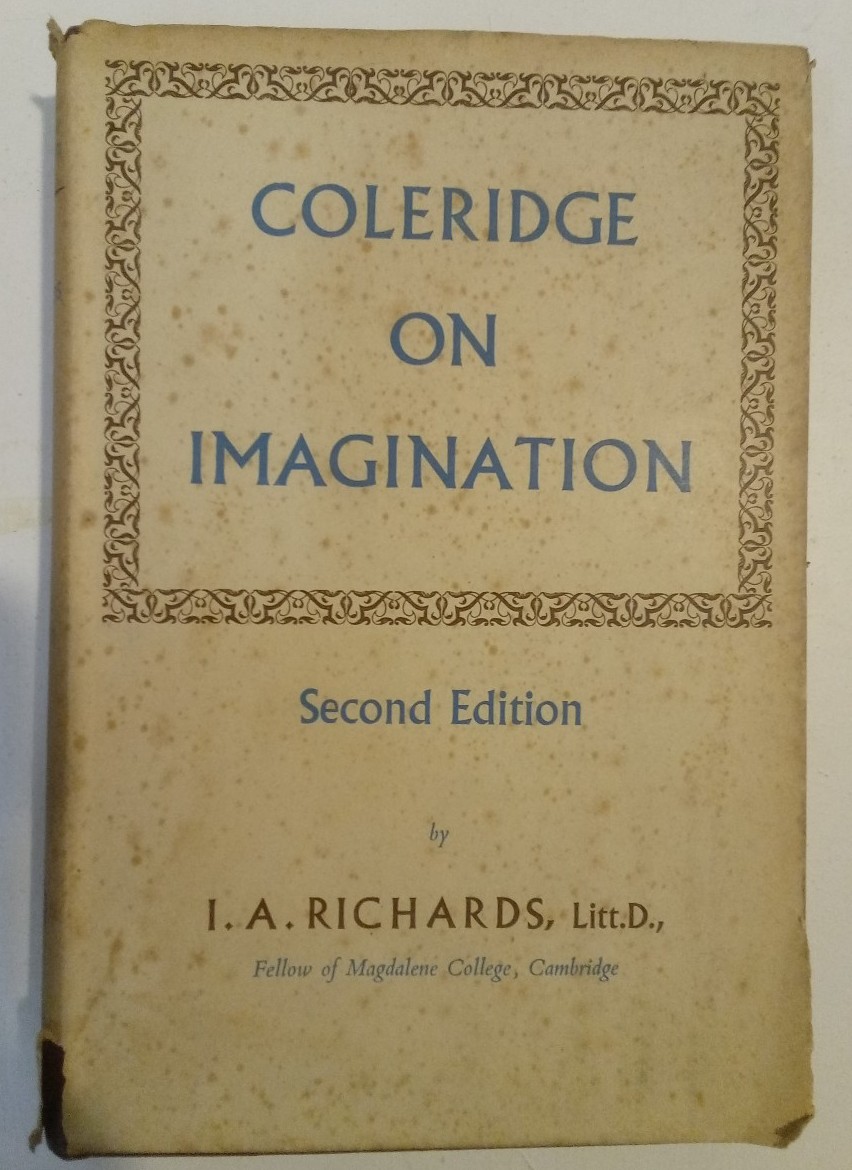 COLERIDGE
ON
IMAGINATION
Second Edition
by
I. A. RICHARDS, Litt.D.,
Fellow of Magdalene College, Cambridge